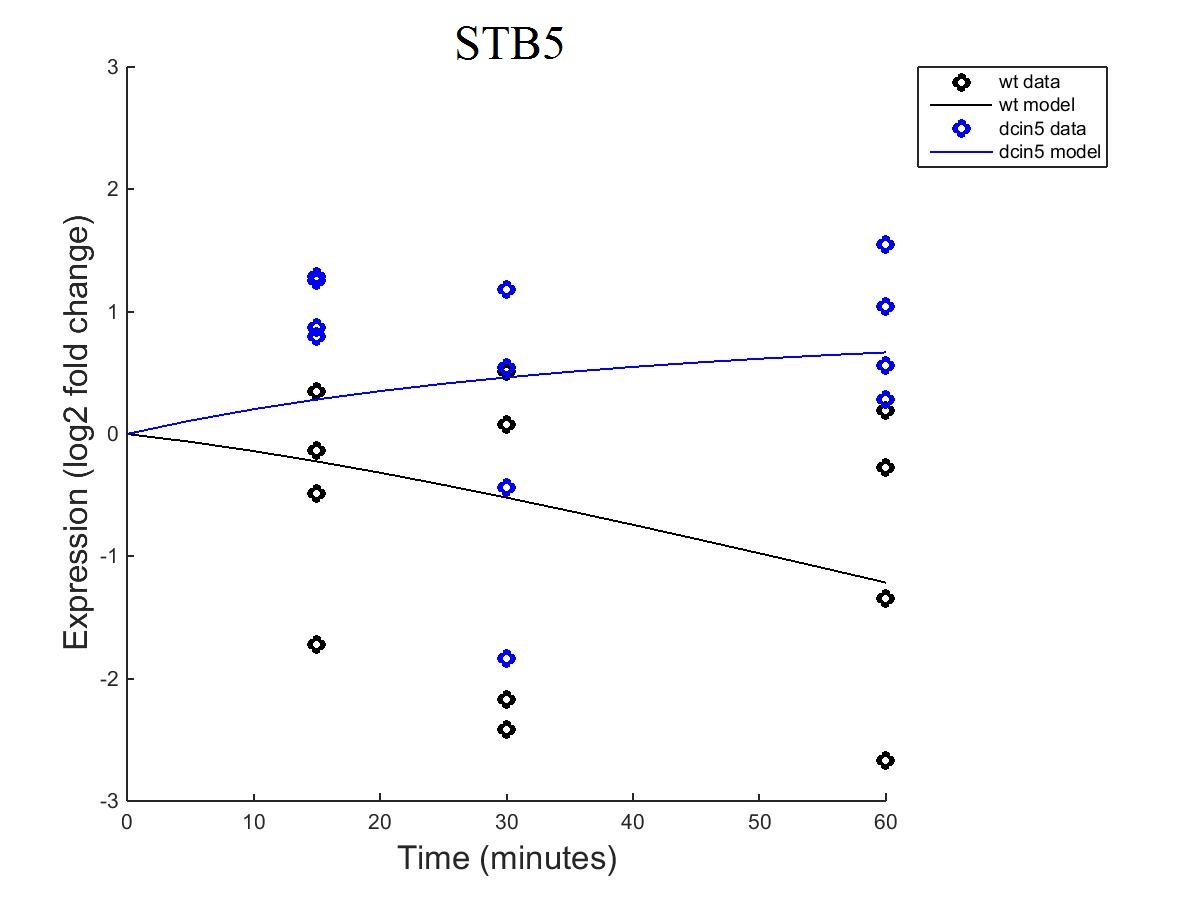 STB5
3
2
1
0
-1
-2
-3
Expression (log2 fold change)
0 10 20 30 40 50 60
Time (minutes)
wt data
wt model
dcin5 data
dcin5 model